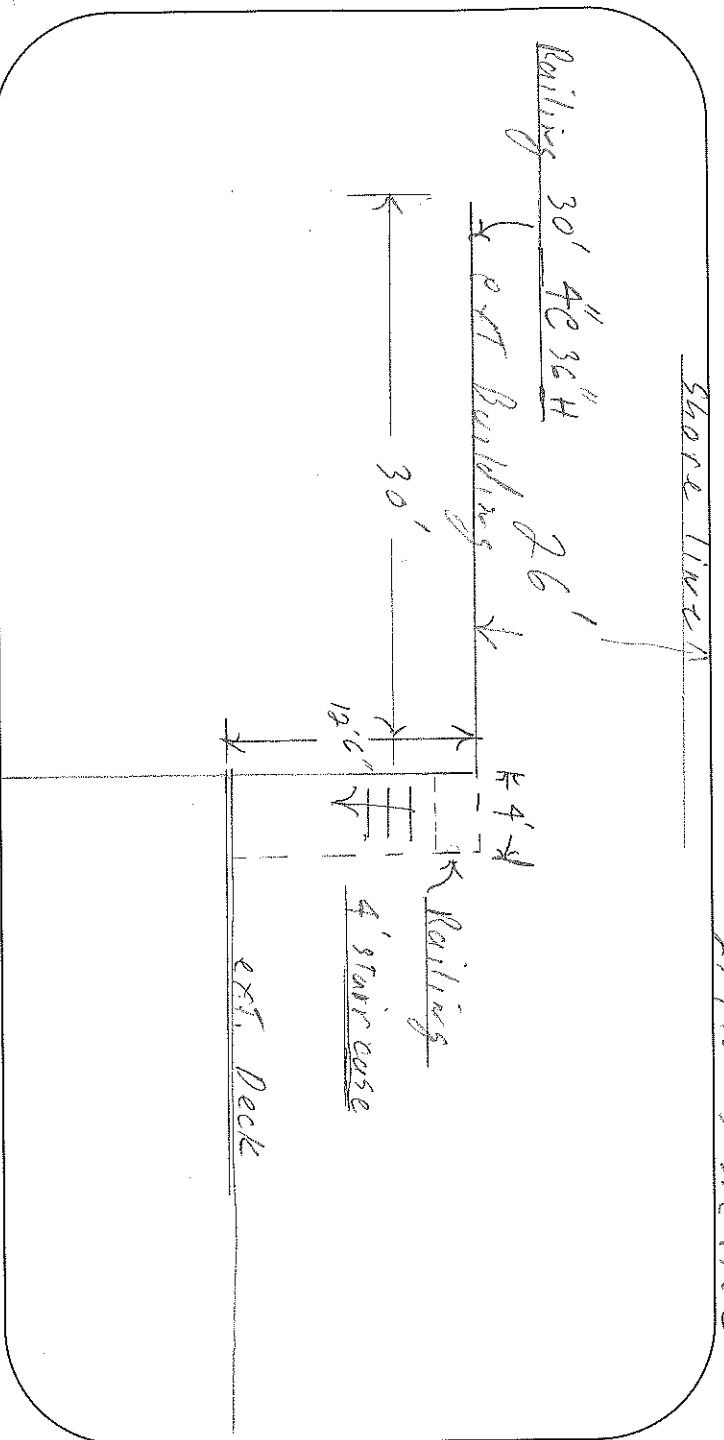 Shore line
Railing 30' 4"C 36"H
26'
ext Building
30'
12'6"
4'
Railing
4' staircase
ext. Deck